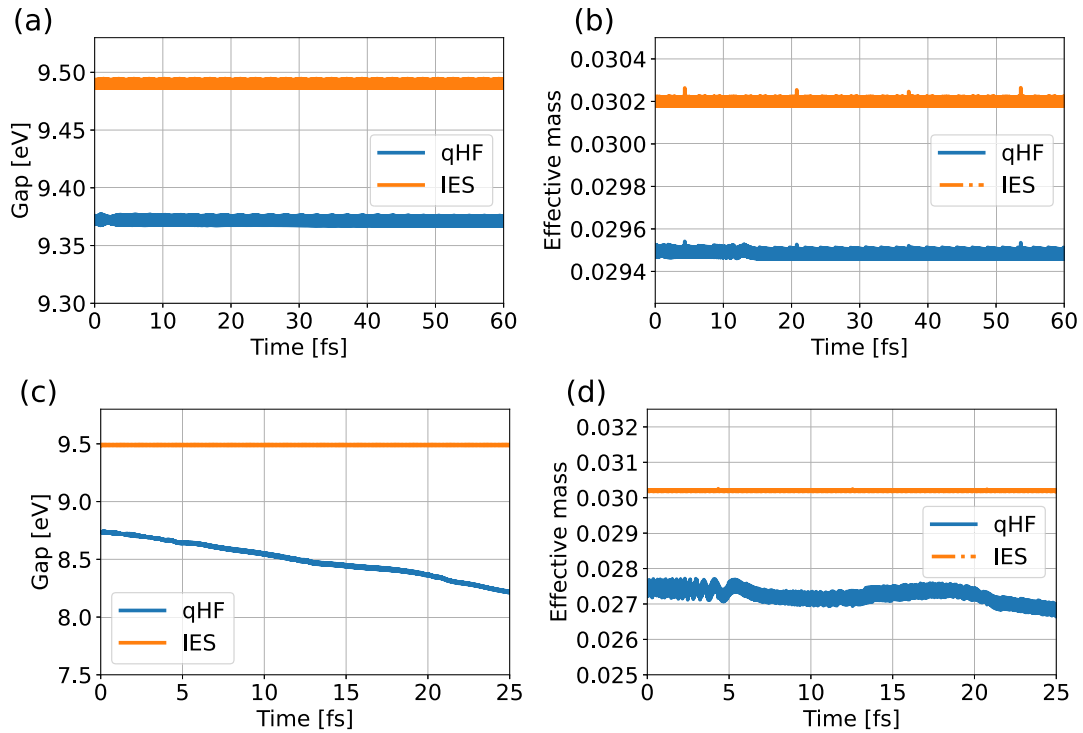 (a)
Gap [eV]
9.50
9.45
9.40
9.35
9.30
qHF
IES
0 10 20 30 40 50 60
Time [fs]
(b)
Effective mass
0.0304
0.0302
0.0300
0.0298
0.0296
0.0294
qHF
IES
0 10 20 30 40 50 60
Time [fs]
(c)
Gap [eV]
9.5
9.0
8.5
8.0
7.5
qHF
IES
0 5 10 15 20 25
Time [fs]
(d)
Effective mass
0.032
0.031
0.030
0.029
0.028
0.027
0.026
0.025
qHF
IES
0 5 10 15 20 25
Time [fs]